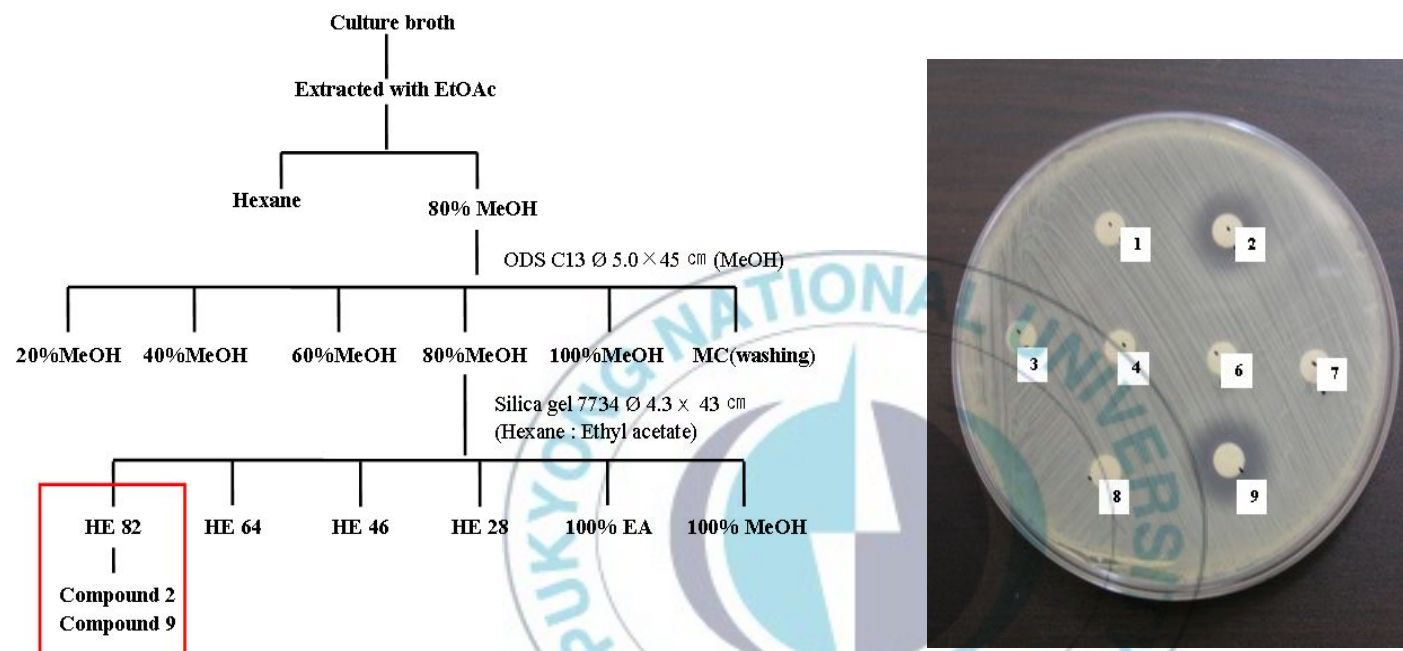 Culture broth
Extracted with EtOAc
Hexane
80% MeOH
ODS C13 Ø 5.0 × 45 ㎝ (MeOH)
20%MeOH 40%MeOH 60%MeOH 80%MeOH 100%MeOH MC(washing)
Silica gel 7734 Ø 4.3 × 43 ㎝
(Hexane : Ethyl acetate)
HE 82 HE 64 HE 46 HE 28 100% EA 100% MeOH
Compound 2
Compound 9
1 2
3 4 6 7
8 9
PUKYONG NATIONAL